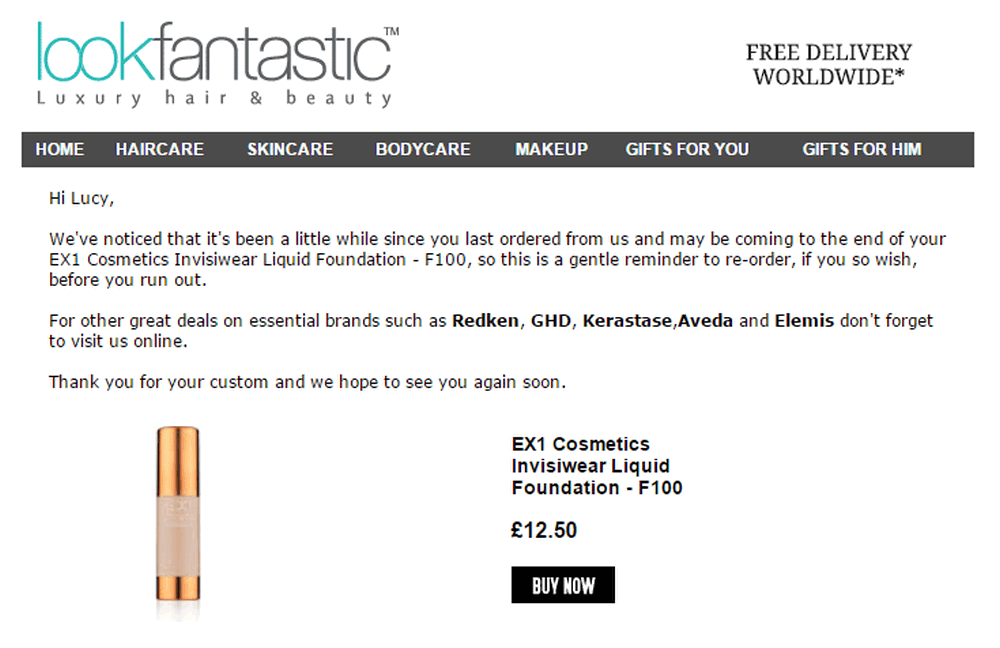 lookfantastic™
Luxury hair & beauty
FREE DELIVERY
WORLDWIDE*
HOME HAIRCARE SKINCARE BODYCARE MAKEUP GIFTS FOR YOU GIFTS FOR HIM
Hi Lucy,
We've noticed that it's been a little while since you last ordered from us and may be coming to the end of your
EX1 Cosmetics Invisiwear Liquid Foundation - F100, so this is a gentle reminder to re-order, if you so wish,
before you run out.
For other great deals on essential brands such as Redken, GHD, Kerastase,Aveda and Elemis don't forget
to visit us online.
Thank you for your custom and we hope to see you again soon.
EX1 Cosmetics
Invisiwear Liquid
Foundation - F100
£12.50
BUY NOW